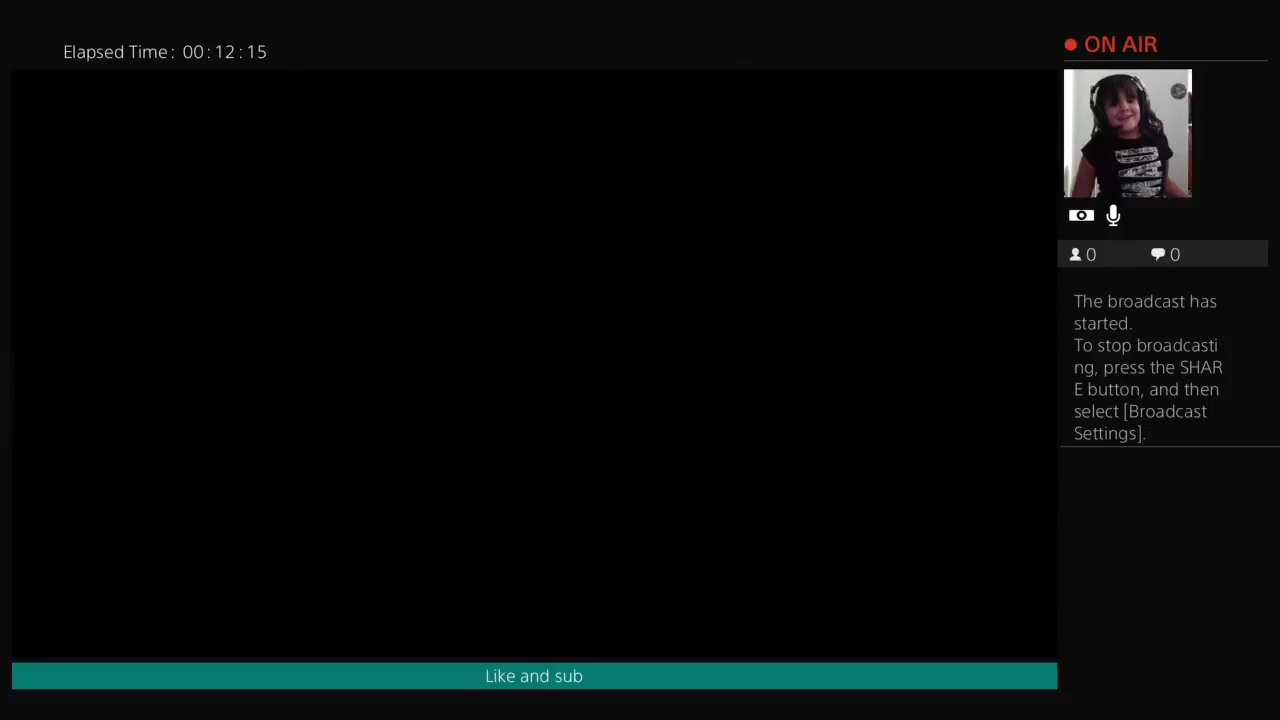 Elapsed Time: 00:12:15
ON AIR
0 0
The broadcast has
started.
To stop broadcasti
ng, press the SHAR
E button, and then
select [Broadcast
Settings].
Like and sub